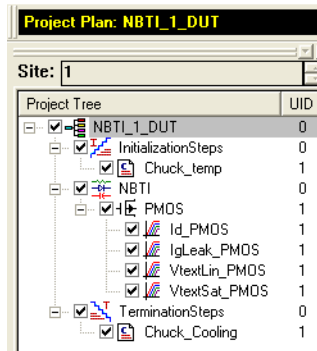 Project Plan: NBTI_1_DUT
Site: 1
Project Tree UID
NBTI_1_DUT 0
InitializationSteps 0
Chuck_temp 1
NBTI 0
PMOS 1
Id_PMOS 1
IgLeak_PMOS 1
VtextLin_PMOS 1
VtextSat_PMOS 1
TerminationSteps 0
Chuck_Cooling 1